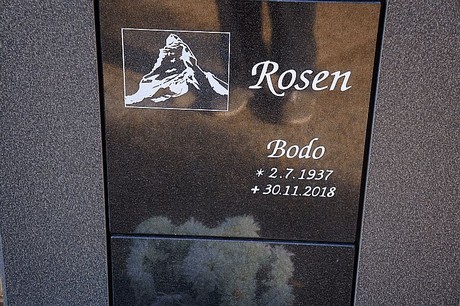 Rosen
Bodo
* 2.7.1937
+ 30.11.2018